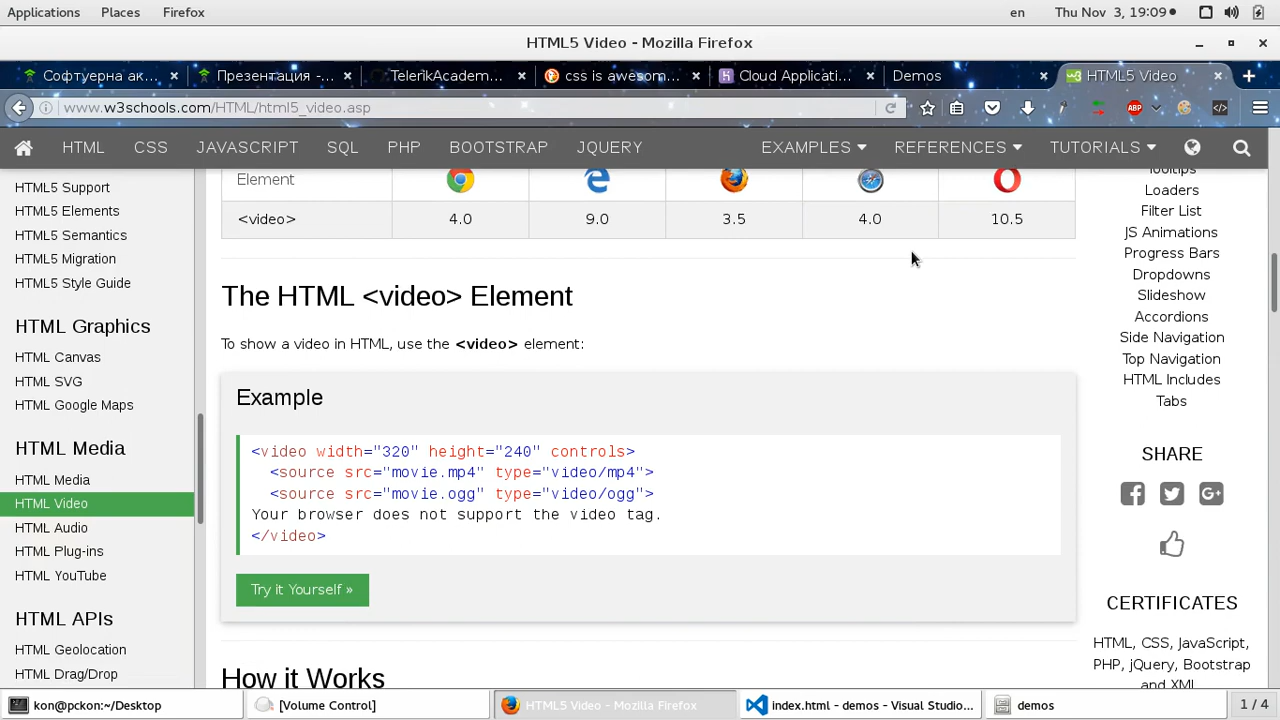 Applications Places Firefox en Thu Nov 3, 19:09
HTML5 Video - Mozilla Firefox
Софтуерна ак... Презентация -... TelerikAcadem... css is awesom... Cloud Applicati... Demos HTML5 Video
www.w3schools.com/HTML/html5_video.asp ABP
HTML CSS JAVASCRIPT SQL PHP BOOTSTRAP JQUERY EXAMPLES REFERENCES TUTORIALS
HTML5 Support
HTML5 Elements
HTML5 Semantics
HTML5 Migration
HTML5 Style Guide
HTML Graphics
HTML Canvas
HTML SVG
HTML Google Maps
HTML Media
HTML Media
HTML Video
HTML Audio
HTML Plug-ins
HTML YouTube
HTML APIs
HTML Geolocation
HTML Drag/Drop
Element
<video> 4.0 9.0 3.5 4.0 10.5
The HTML <video> Element
To show a video in HTML, use the <video> element:
Example
<video width="320" height="240" controls>
<source src="movie.mp4" type="video/mp4">
<source src="movie.ogg" type="video/ogg">
Your browser does not support the video tag.
</video>
Try it Yourself »
How it Works
Tooltips
Loaders
Filter List
JS Animations
Progress Bars
Dropdowns
Slideshow
Accordions
Side Navigation
Top Navigation
HTML Includes
Tabs
SHARE
CERTIFICATES
HTML, CSS, JavaScript,
PHP, jQuery, Bootstrap
and XML
kon@pckon:~/Desktop [Volume Control] HTML5 Video - Mozilla Firefox index.html - demos - Visual Studio... demos 1 / 4